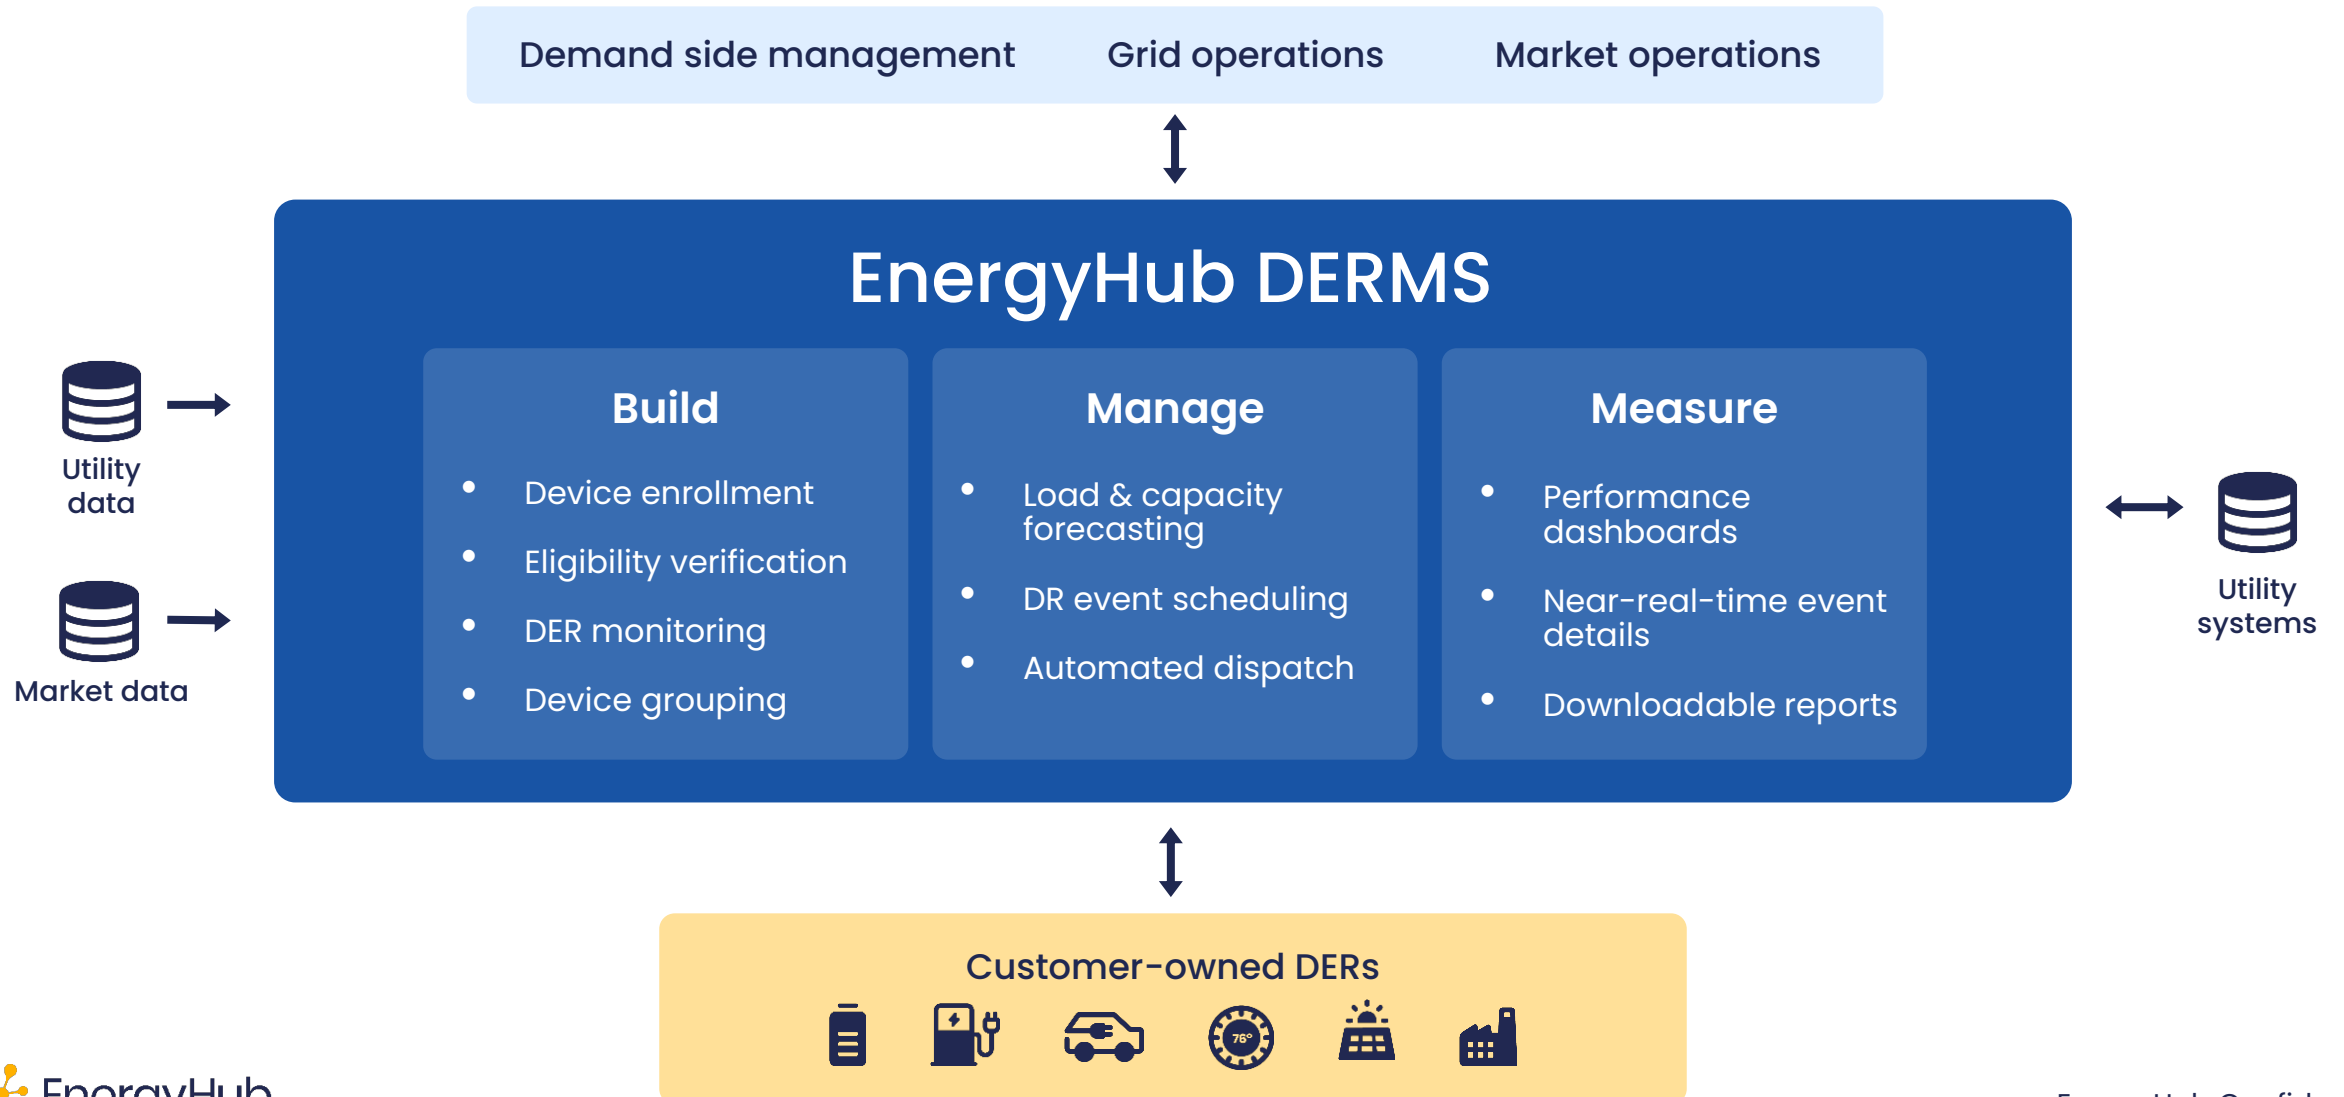 Demand side management Grid operations Market operations
EnergyHub DERMS
Utility
data
Market data
Build
• Device enrollment
• Eligibility verification
• DER monitoring
• Device grouping
Manage
• Load & capacity
forecasting
• DR event scheduling
• Automated dispatch
Measure
• Performance
dashboards
• Near-real-time event
details
• Downloadable reports
Utility
systems
Customer-owned DERs
76°
EnergyHub